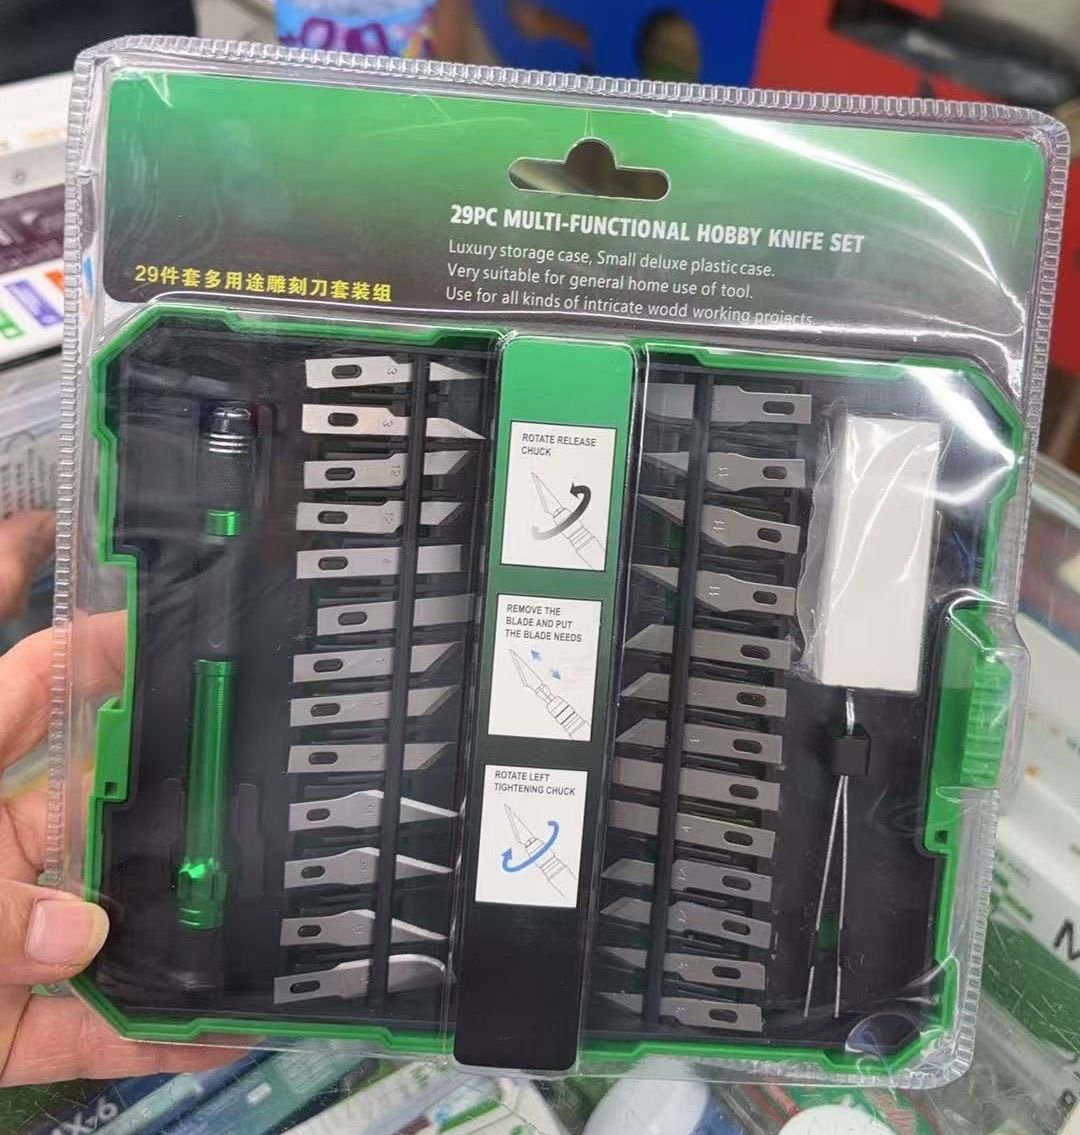 29PC MULTI-FUNCTIONAL HOBBY KNIFE SET
Luxury storage case, Small deluxe plastic case.
Very suitable for general home use of tool.
Use for all kinds of intricate wodd working projects
29件套多用途雕刻刀套装组
ROTATE RELEASE
CHUCK
REMOVE THE
BLADE AND PUT
THE BLADE NEEDS
ROTATE LEFT
TIGHTENING CHUCK
11
11
11